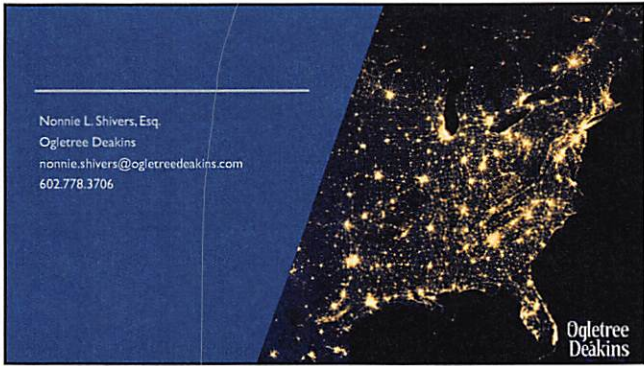 Nonnie L. Shivers, Esq.
Ogletree Deakins
nonnie.shivers@ogletreedeakins.com
602.778.3706
Ogletree
Deakins